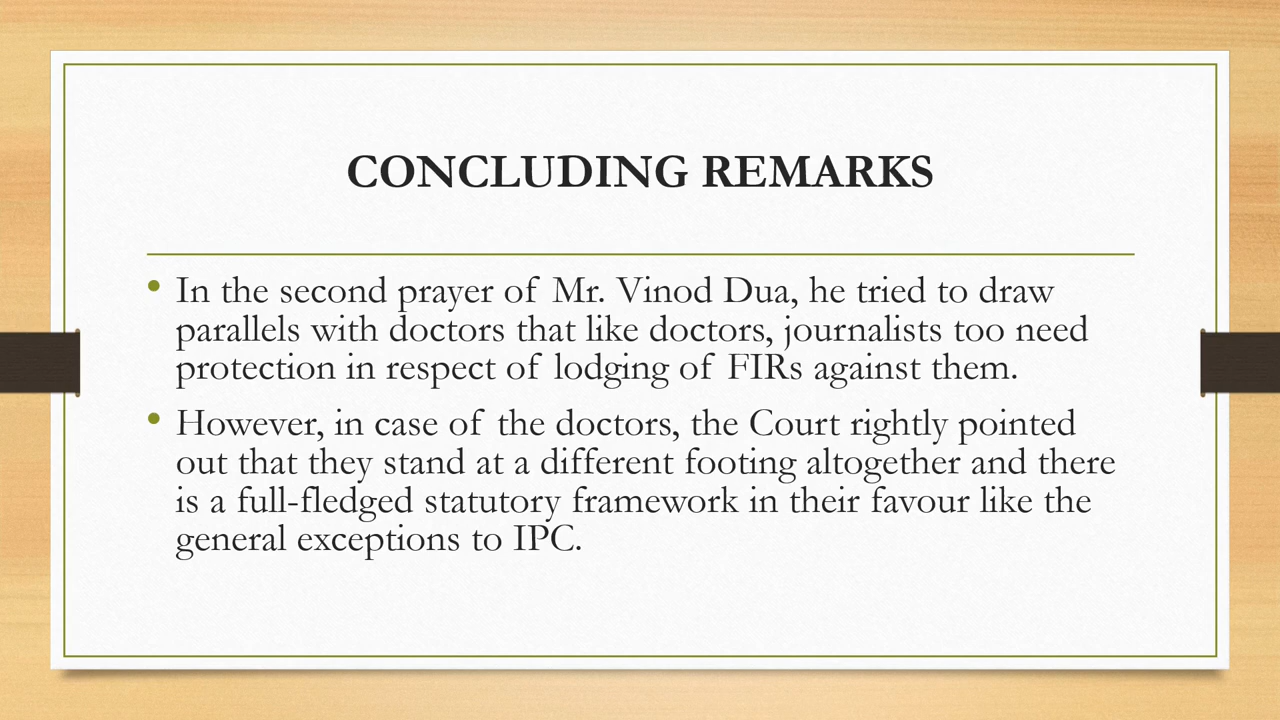 CONCLUDING REMARKS
• In the second prayer of Mr. Vinod Dua, he tried to draw
parallels with doctors that like doctors, journalists too need
protection in respect of lodging of FIRs against them.
• However, in case of the doctors, the Court rightly pointed
out that they stand at a different footing altogether and there
is a full-fledged statutory framework in their favour like the
general exceptions to IPC.